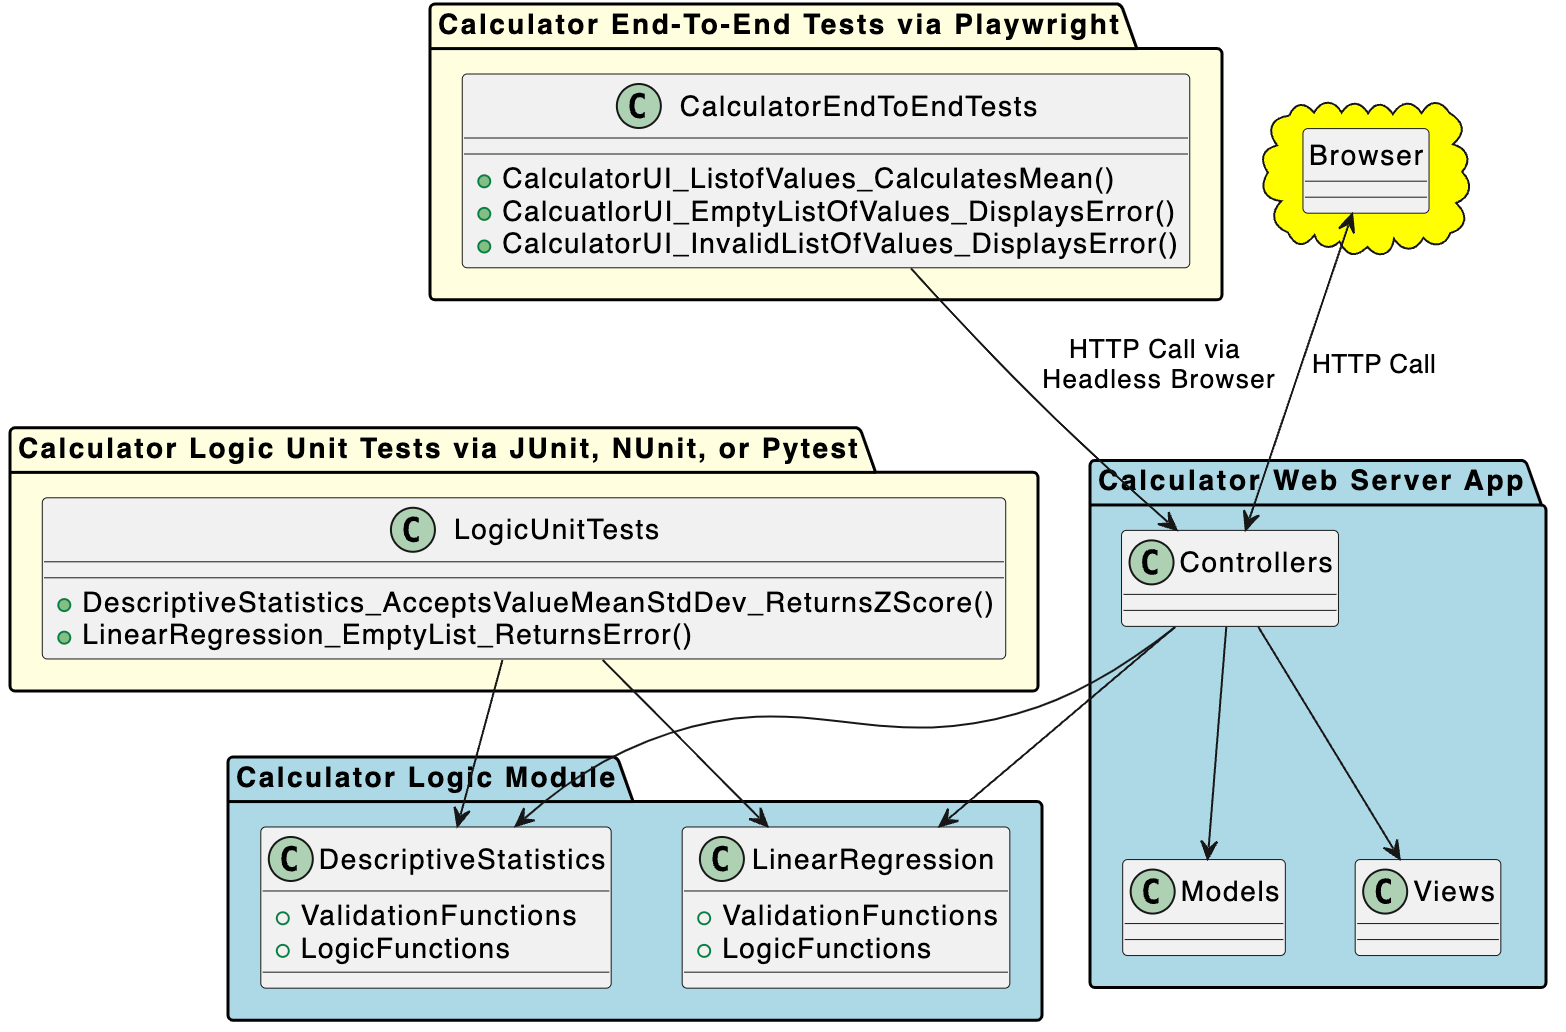 Calculator End-To-End Tests via Playwright
C CalculatorEndToEndTests
CalculatorUI_ListofValues_CalculatesMean()
CalcuatlorUI_EmptyListOfValues_DisplaysError()
CalculatorUI_InvalidListOfValues_DisplaysError()
Browser
HTTP Call via
Headless Browser
HTTP Call
Calculator Logic Unit Tests via JUnit, NUnit, or Pytest
C LogicUnitTests
DescriptiveStatistics_AcceptsValueMeanStdDev_ReturnsZScore()
LinearRegression_EmptyList_ReturnsError()
Calculator Web Server App
C Controllers
Calculator Logic Module
C DescriptiveStatistics
ValidationFunctions
LogicFunctions
C LinearRegression
ValidationFunctions
LogicFunctions
C Models
C Views